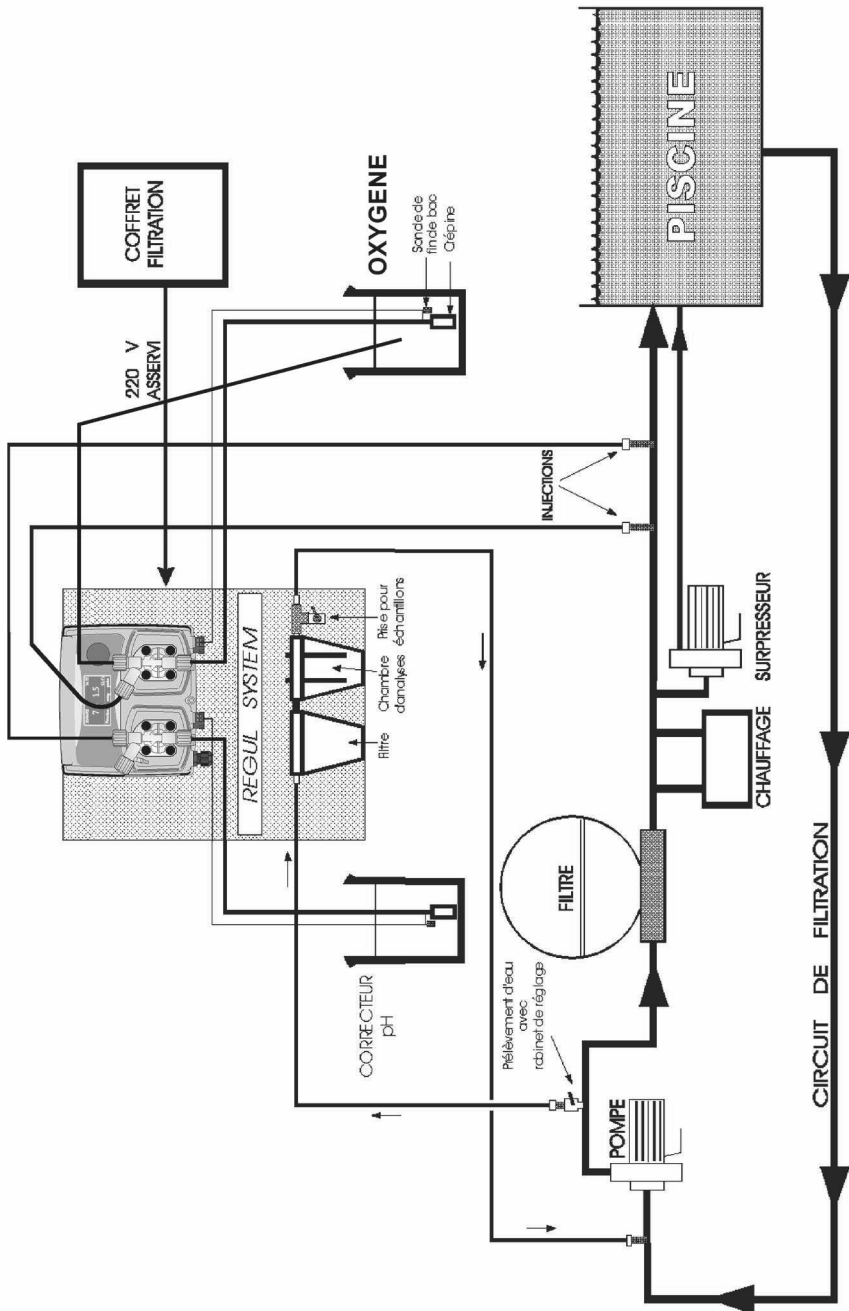 COFFRET
FILTRATION
220 V
ASSERVI
OXYGENE
Sonde de
fin de bac
Crépine
PISCINE
INJECTIONS
REGUL SYSTEM
Prise pour
échantillons
Chambre
d'analyses
Filtre
CORRECTEUR
pH
SURPRESSEUR
CHAUFFAGE
FILTRE
Prélèvement d'eau
avec
robinet de réglage
POMPE
CIRCUIT DE FILTRATION